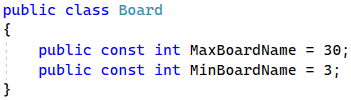 public class Board
{
    public const int MaxBoardName = 30;
    public const int MinBoardName = 3;
}